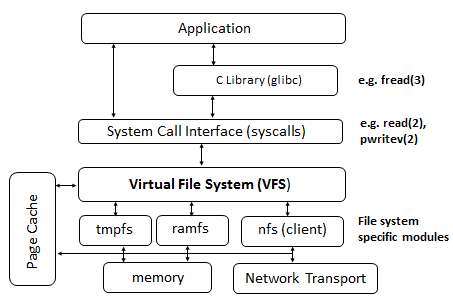 Application
C Library (glibc)
e.g. fread(3)
System Call Interface (syscalls)
e.g. read(2),
pwritev(2)
Virtual File System (VFS)
Page Cache
tmpfs
ramfs
nfs (client)
File system
specific modules
memory
Network Transport